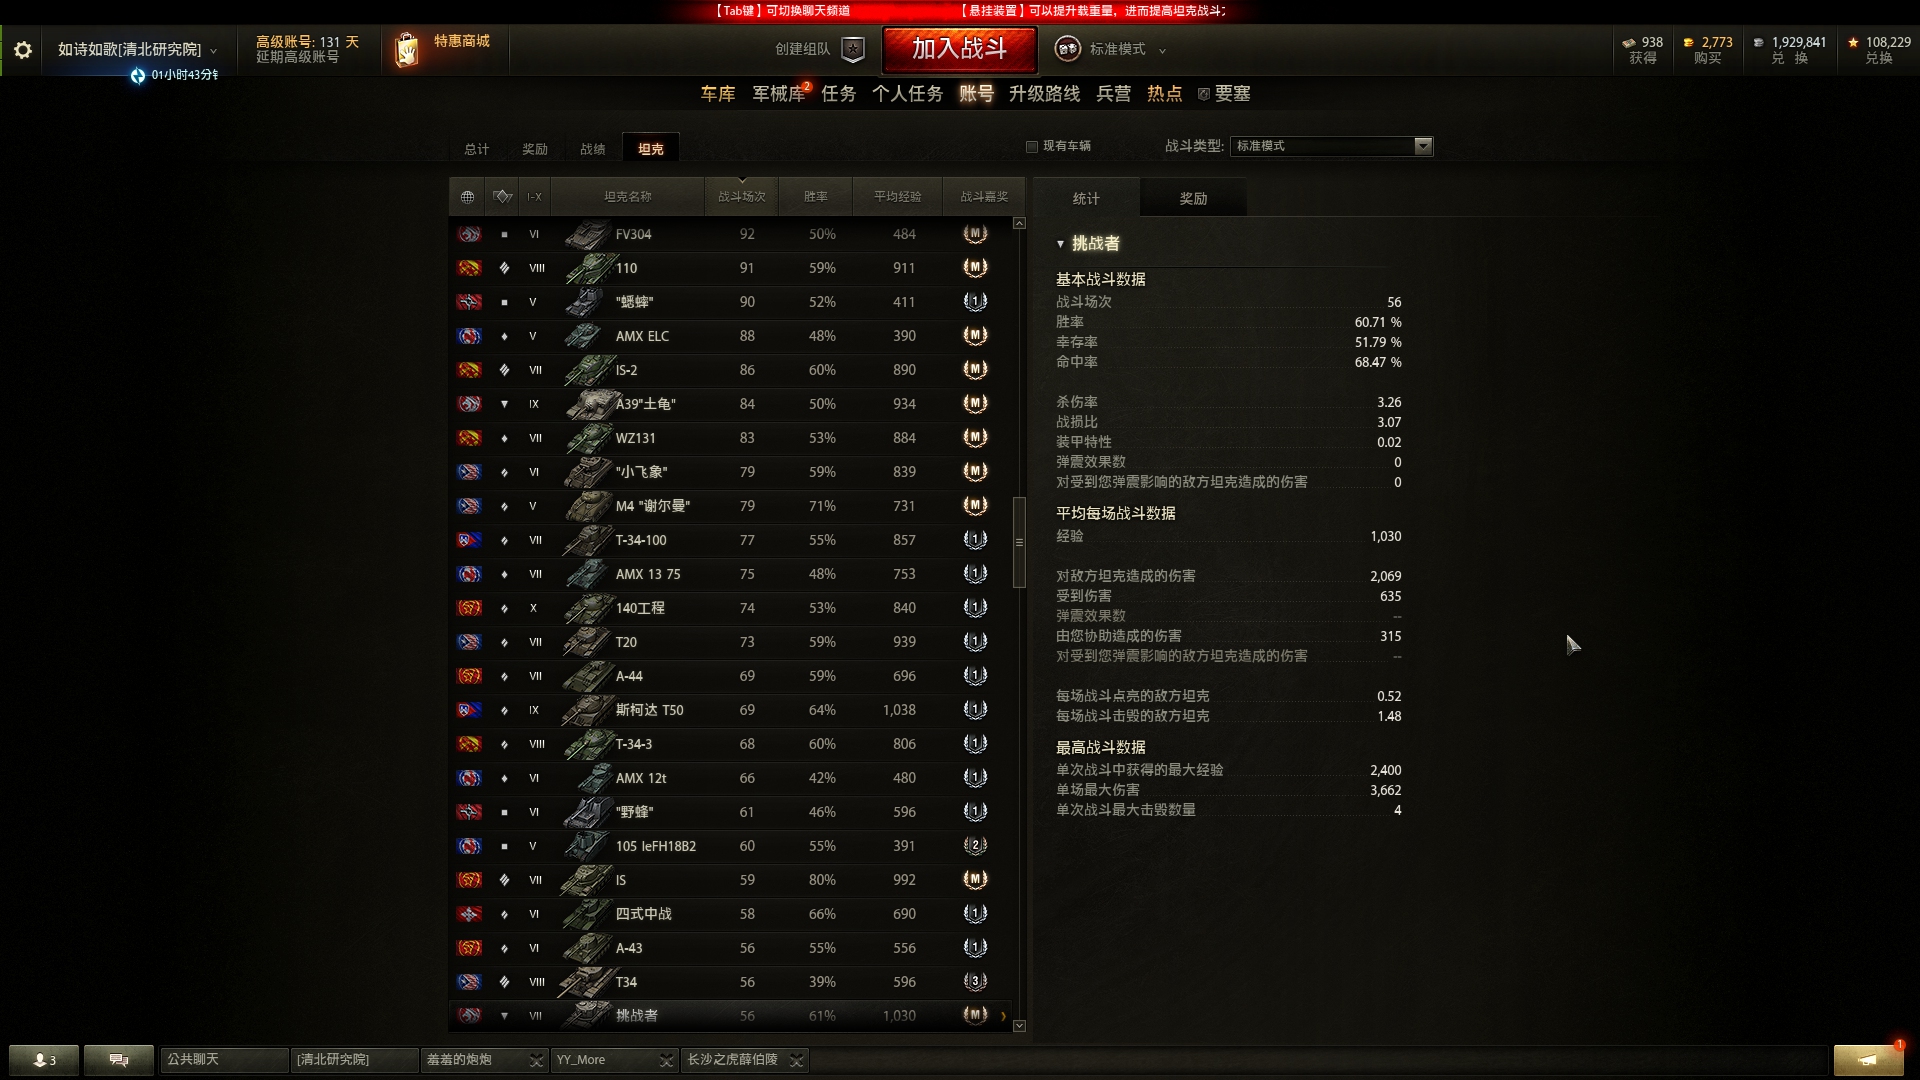 【Tab键】可切换聊天频道 【悬挂装置】可以提升载重量，进而提高坦克战斗
如诗如歌[清北研究院]
01小时43分钟
高级账号: 131 天
延期高级账号
特惠商城
创建组队
加入战斗
标准模式
938 获得
2,773 购买
1,929,841 兑 换
108,229 兑换
车库 军械库 2 任务 个人任务 账号 升级路线 兵营 热点 要塞
总计 奖励 战绩 坦克
现有车辆 战斗类型: 标准模式
I-X 坦克名称 战斗场次 胜率 平均经验 战斗嘉奖
VI FV304 92 50% 484 M
VIII 110 91 59% 911 M
V "蟋蟀" 90 52% 411 1
V AMX ELC 88 48% 390 M
VII IS-2 86 60% 890 M
IX A39"土龟" 84 50% 934 M
VII WZ131 83 53% 884 M
VI "小飞象" 79 59% 839 M
V M4 "谢尔曼" 79 71% 731 M
VII T-34-100 77 55% 857 1
VII AMX 13 75 75 48% 753 1
X 140工程 74 53% 840 1
VII T20 73 59% 939 1
VII A-44 69 59% 696 1
IX 斯柯达 T50 69 64% 1,038 1
VIII T-34-3 68 60% 806 1
VI AMX 12t 66 42% 480 1
VI "野蜂" 61 46% 596 1
V 105 leFH18B2 60 55% 391 2
VII IS 59 80% 992 M
VI 四式中战 58 66% 690 1
VI A-43 56 55% 556 1
VIII T34 56 39% 596 3
VII 挑战者 56 61% 1,030 M
统计 奖励
挑战者
基本战斗数据
战斗场次 56
胜率 60.71 %
幸存率 51.79 %
命中率 68.47 %
杀伤率 3.26
战损比 3.07
装甲特性 0.02
弹震效果数 0
对受到您弹震影响的敌方坦克造成的伤害 0
平均每场战斗数据
经验 1,030
对敌方坦克造成的伤害 2,069
受到伤害 635
弹震效果数 --
由您协助造成的伤害 315
对受到您弹震影响的敌方坦克造成的伤害 --
每场战斗点亮的敌方坦克 0.52
每场战斗击毁的敌方坦克 1.48
最高战斗数据
单次战斗中获得的最大经验 2,400
单场最大伤害 3,662
单次战斗最大击毁数量 4
3 公共聊天 [清北研究院] 羞羞的炮炮 YY_More 长沙之虎薛伯陵 1